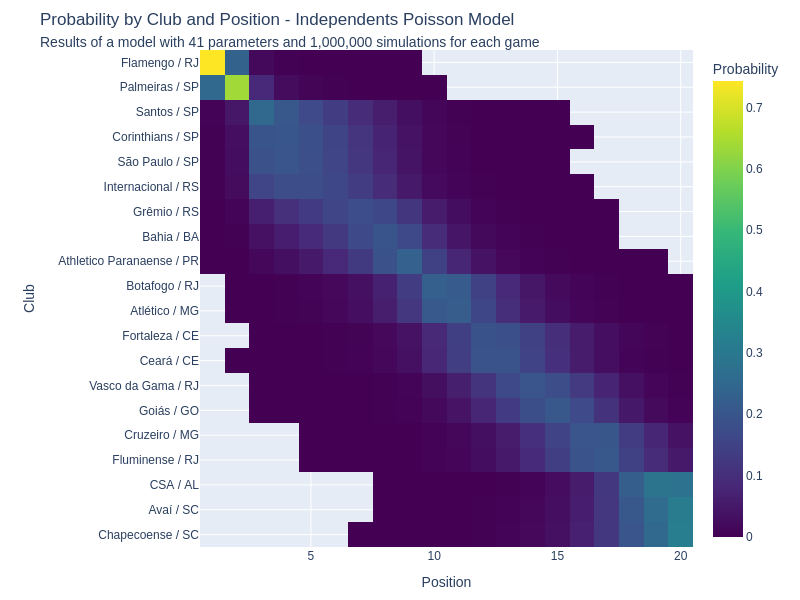 Probability by Club and Position - Independents Poisson Model
Results of a model with 41 parameters and 1,000,000 simulations for each game
Probability
Flamengo / RJ
Palmeiras / SP
Santos / SP
Corinthians / SP
São Paulo / SP
Internacional / RS
Grêmio / RS
Bahia / BA
Athletico Paranaense / PR
Botafogo / RJ
Atlético / MG
Fortaleza / CE
Ceará / CE
Vasco da Gama / RJ
Goiás / GO
Cruzeiro / MG
Fluminense / RJ
CSA / AL
Avaí / SC
Chapecoense / SC
Club
5
10
15
20
Position
0.7
0.6
0.5
0.4
0.3
0.2
0.1
0